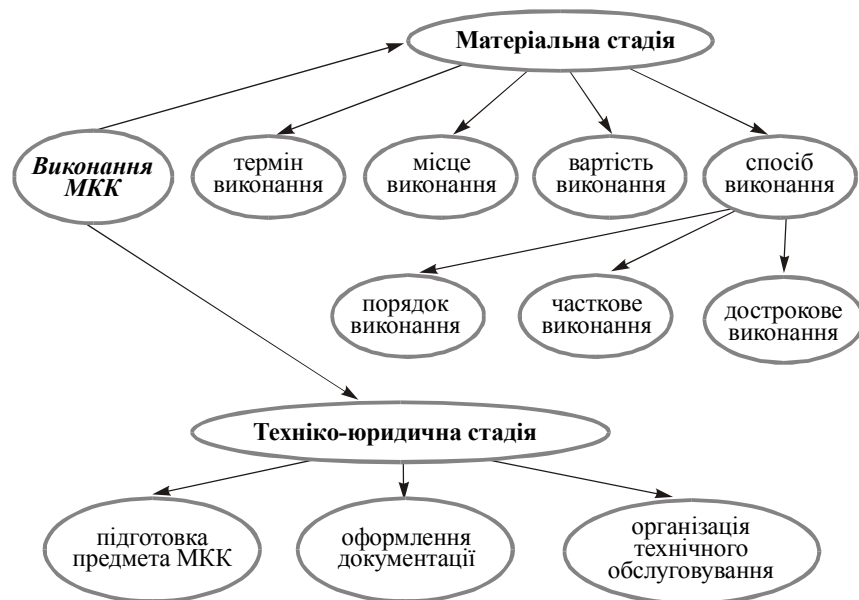 Матеріальна стадія
Виконання
МКК
термін
виконання
місце
виконання
вартість
виконання
спосіб
виконання
порядок
виконання
часткове
виконання
дострокове
виконання
Техніко-юридична стадія
підготовка
предмета МКК
оформлення
документації
організація
технічного
обслуговування